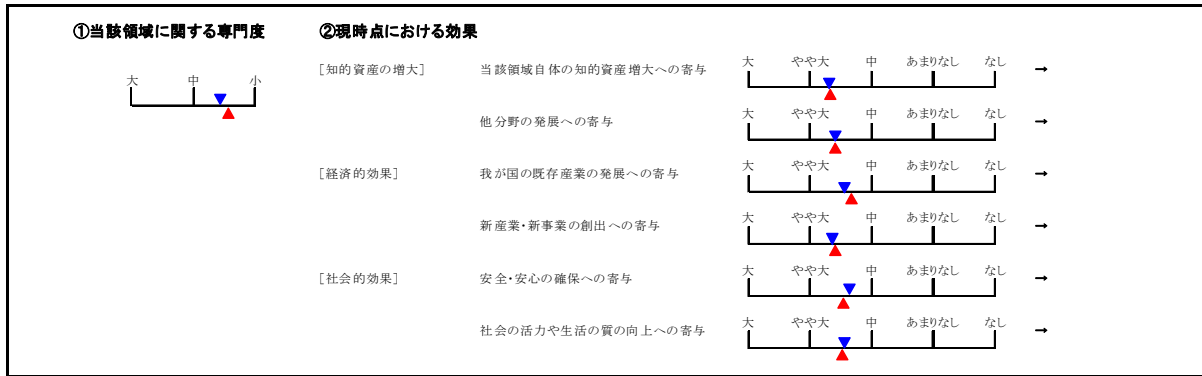 ①当該領域に関する専門度 ②現時点における効果
大 中 小
[知的資産の増大] 当該領域自体の知的資産増大への寄与 大 やや大 中 あまりなし なし →
他分野の発展への寄与 大 やや大 中 あまりなし なし →
[経済的効果] 我が国の既存産業の発展への寄与 大 やや大 中 あまりなし なし →
新産業・新事業の創出への寄与 大 やや大 中 あまりなし なし →
[社会的効果] 安全・安心の確保への寄与 大 やや大 中 あまりなし なし →
社会の活力や生活の質の向上への寄与 大 やや大 中 あまりなし なし →